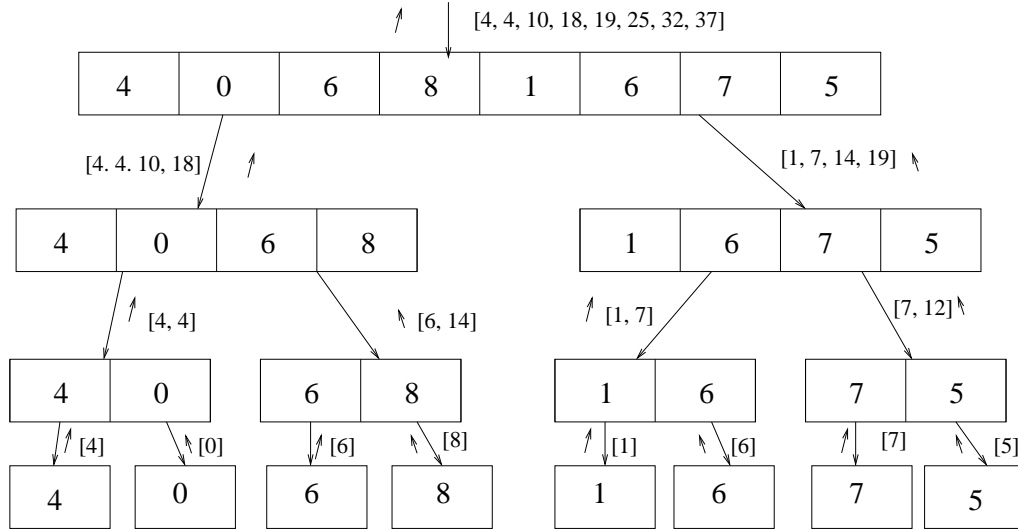 [4, 4, 10, 18, 19, 25, 32, 37]
4 0 6 8 1 6 7 5
[4. 4. 10, 18] [1, 7, 14, 19]
4 0 6 8 1 6 7 5
[4, 4] [6, 14] [1, 7] [7, 12]
4 0 6 8 1 6 7 5
[4] [0] [6] [8] [1] [6] [7] [5]
4 0 6 8 1 6 7 5